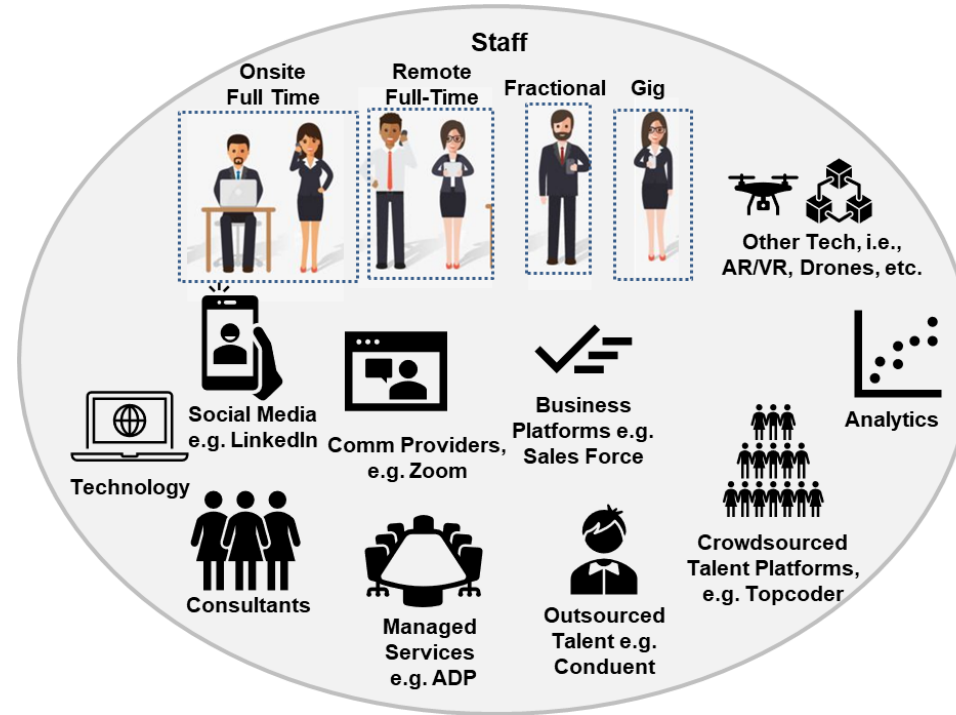 Staff
Onsite
Full Time
Remote
Full-Time
Fractional
Gig
Other Tech, i.e.,
AR/VR, Drones, etc.
Social Media
e.g. LinkedIn
Comm Providers,
e.g. Zoom
Business
Platforms e.g.
Sales Force
Analytics
Technology
Consultants
Managed
Services
e.g. ADP
Outsourced
Talent e.g.
Conduent
Crowdsourced
Talent Platforms,
e.g. Topcoder